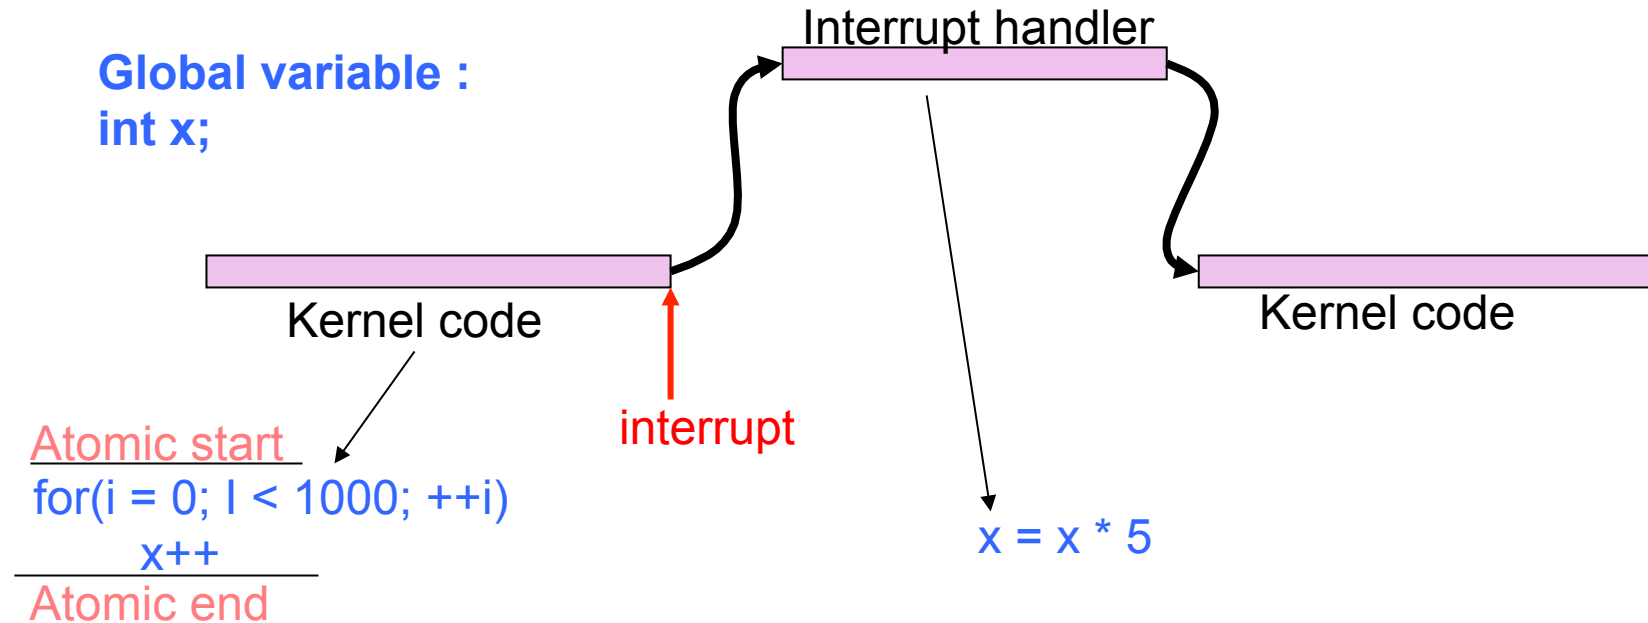 Interrupt handler
Global variable :
int x;
Kernel code
Kernel code
interrupt
Atomic start
for(i = 0; I < 1000; ++i)
x++
Atomic end
x = x * 5